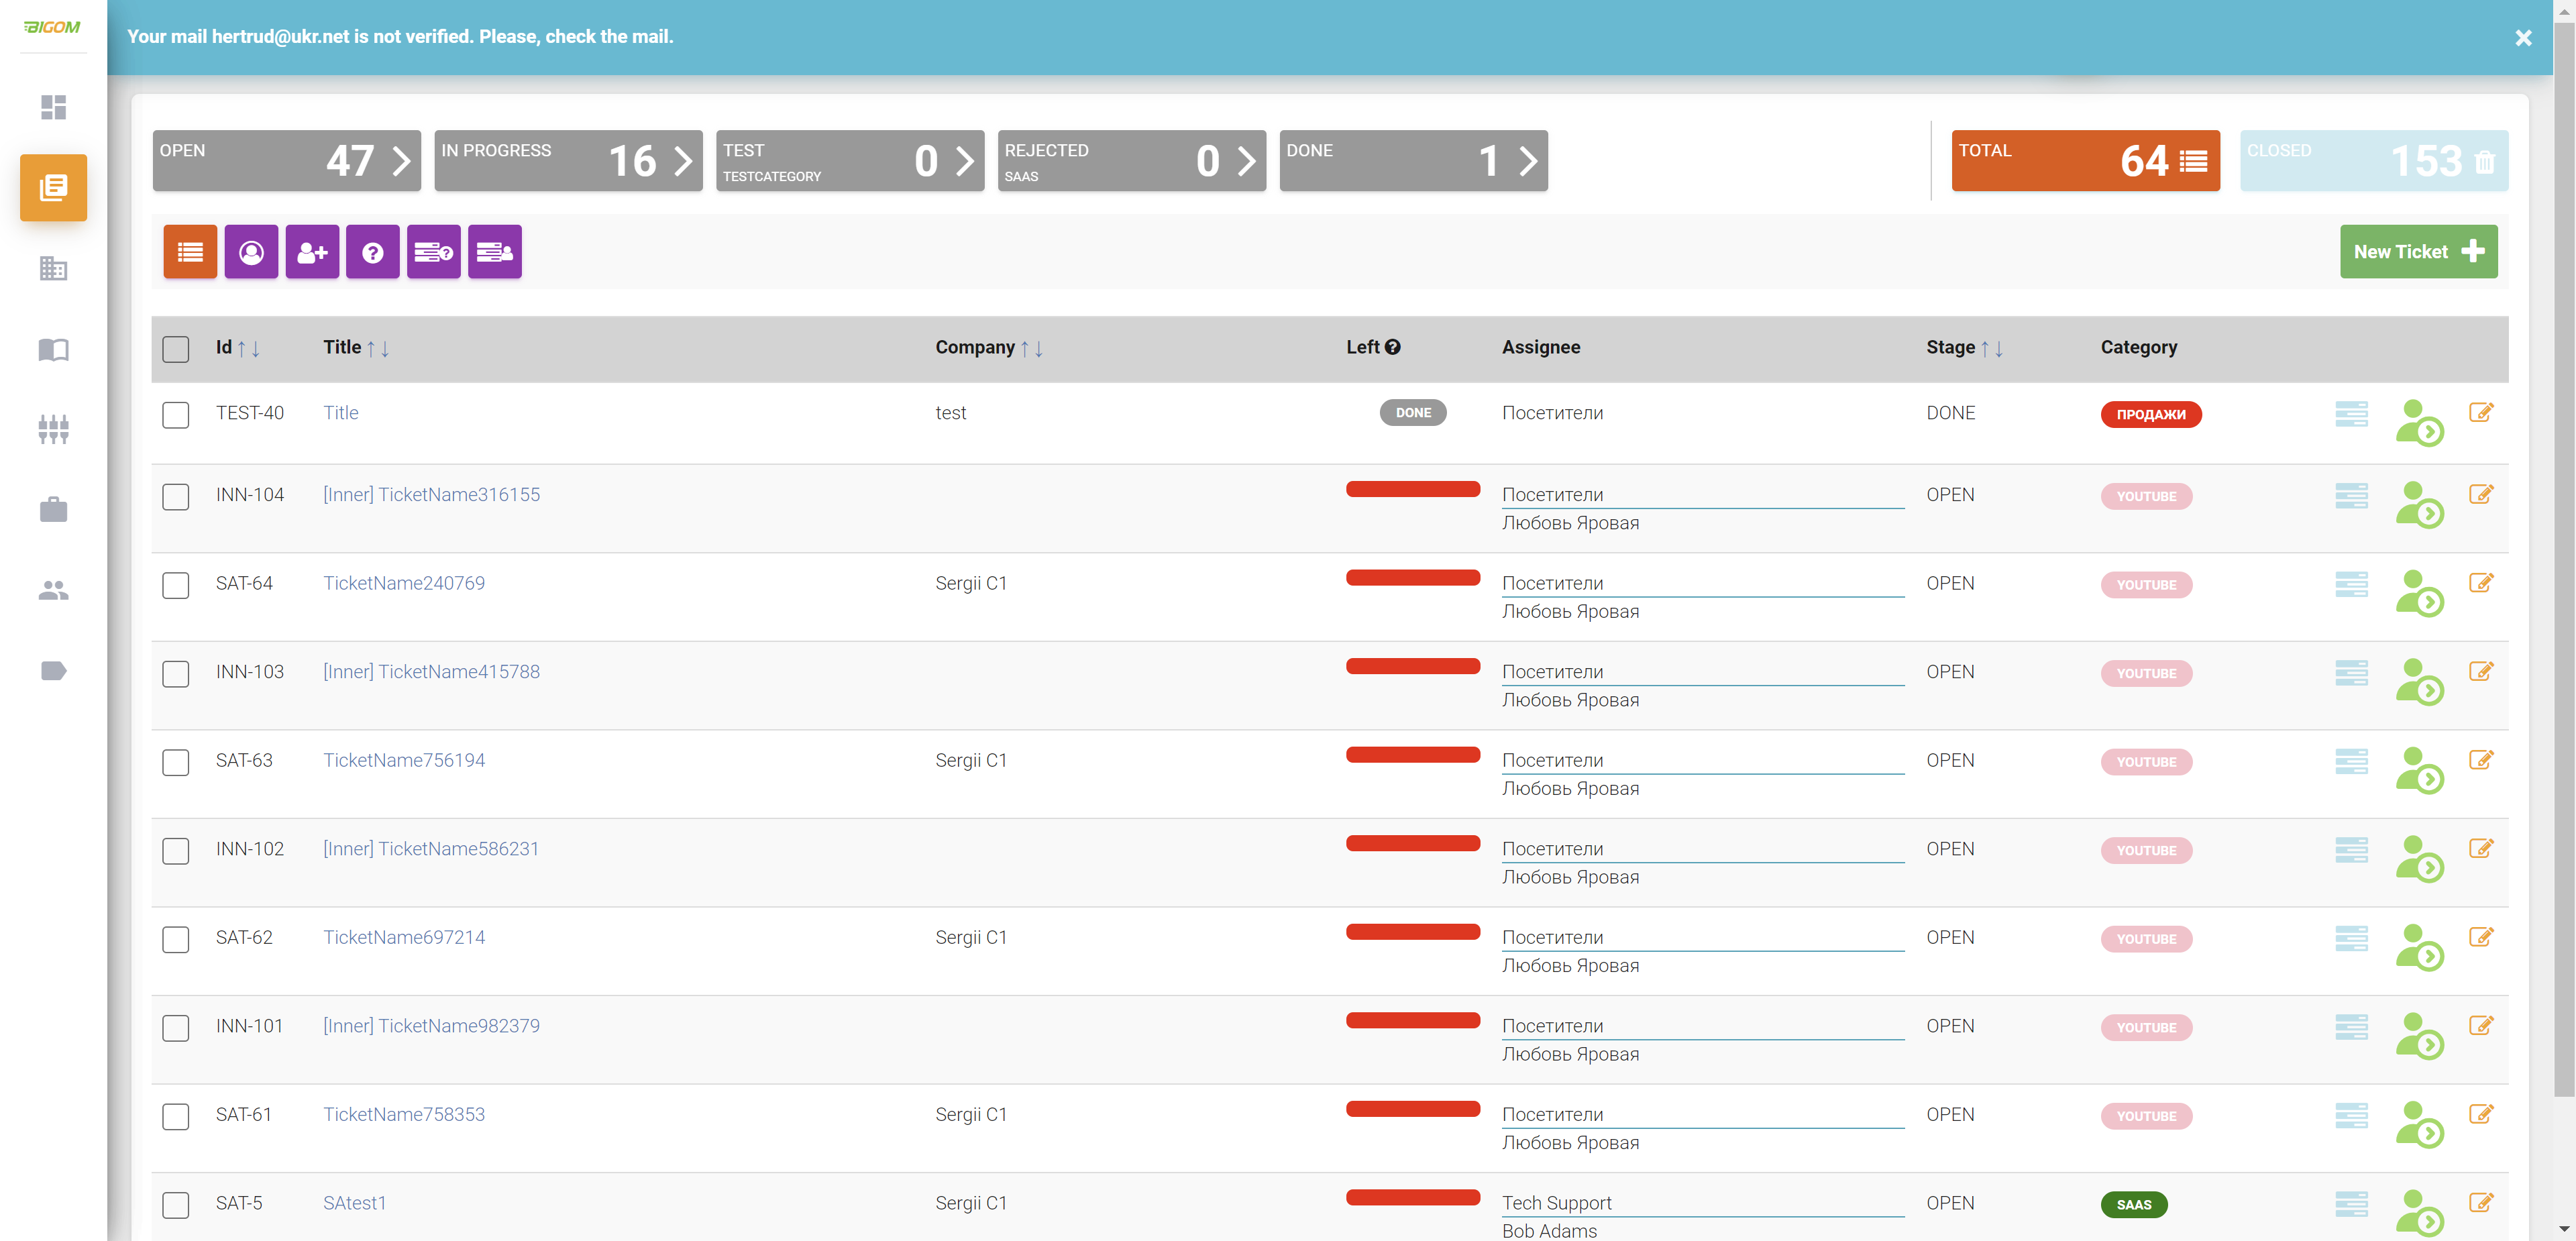 BIGOM
Your mail hertrud@ukr.net is not verified. Please, check the mail.
OPEN 47
IN PROGRESS 16
TEST 0
TESTCATEGORY
REJECTED 0
SAAS
DONE 1
TOTAL 64
CLOSED 153
New Ticket
Id Title Company Left Assignee Stage Category
TEST-40 Title test DONE Посетители DONE ПРОДАЖИ
INN-104 [Inner] TicketName316155 Посетители OPEN YOUTUBE
Любовь Яровая
SAT-64 TicketName240769 Sergii C1 Посетители OPEN YOUTUBE
Любовь Яровая
INN-103 [Inner] TicketName415788 Посетители OPEN YOUTUBE
Любовь Яровая
SAT-63 TicketName756194 Sergii C1 Посетители OPEN YOUTUBE
Любовь Яровая
INN-102 [Inner] TicketName586231 Посетители OPEN YOUTUBE
Любовь Яровая
SAT-62 TicketName697214 Sergii C1 Посетители OPEN YOUTUBE
Любовь Яровая
INN-101 [Inner] TicketName982379 Посетители OPEN YOUTUBE
Любовь Яровая
SAT-61 TicketName758353 Sergii C1 Посетители OPEN YOUTUBE
Любовь Яровая
SAT-5 SAtest1 Sergii C1 Tech Support OPEN SAAS
Bob Adams